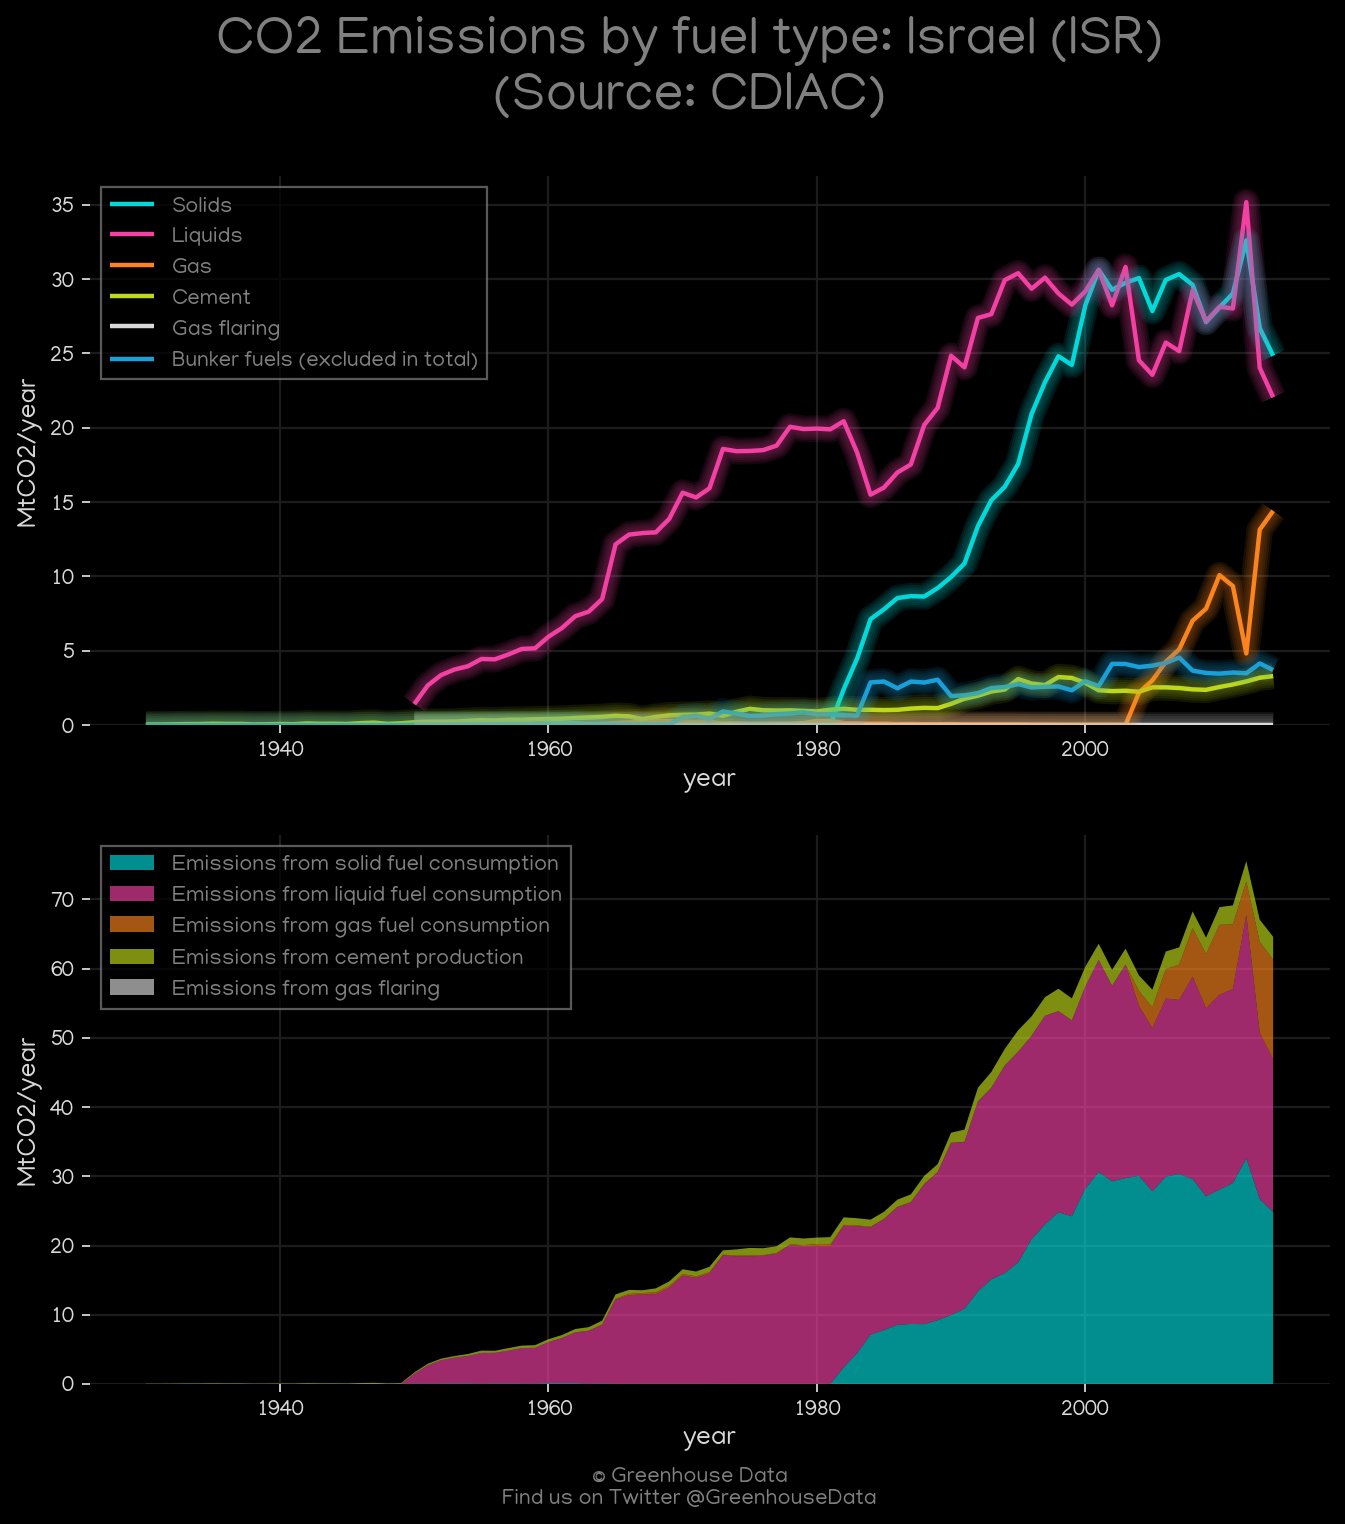 CO2 Emissions by fuel type: Israel (ISR)
(Source: CDIAC)
Solids
Liquids
Gas
Cement
Gas flaring
Bunker fuels (excluded in total)
35
30
25
20
15
10
5
0
MtCO2/year
1940
1960
1980
2000
year
Emissions from solid fuel consumption
Emissions from liquid fuel consumption
Emissions from gas fuel consumption
Emissions from cement production
Emissions from gas flaring
70
60
50
40
30
20
10
0
MtCO2/year
1940
1960
1980
2000
year
© Greenhouse Data
Find us on Twitter @GreenhouseData